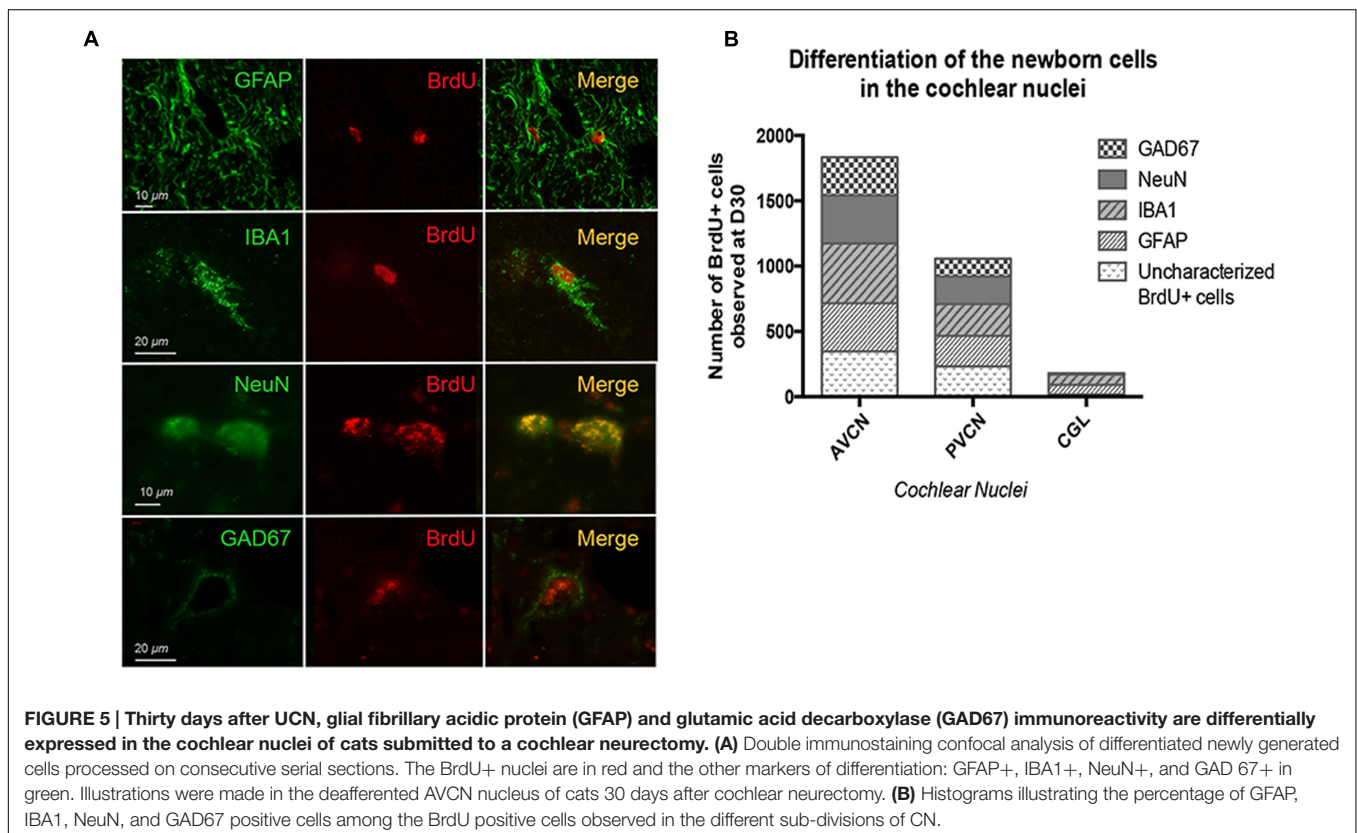 A
GFAP
BrdU
Merge
10 µm
IBA1
BrdU
Merge
20 µm
NeuN
BrdU
Merge
10 µm
GAD67
BrdU
Merge
20 µm
B
Differentiation of the newborn cells
in the cochlear nuclei
Number of BrdU+ cells
observed at D30
2000
1500
1000
500
0
AVCN
PVCN
CGL
Cochlear Nuclei
GAD67
NeuN
IBA1
GFAP
Uncharacterized
BrdU+ cells
FIGURE 5 | Thirty days after UCN, glial fibrillary acidic protein (GFAP) and glutamic acid decarboxylase (GAD67) immunoreactivity are differentially
expressed in the cochlear nuclei of cats submitted to a cochlear neurectomy. (A) Double immunostaining confocal analysis of differentiated newly generated
cells processed on consecutive serial sections. The BrdU+ nuclei are in red and the other markers of differentiation: GFAP+, IBA1+, NeuN+, and GAD 67+ in
green. Illustrations were made in the deafferented AVCN nucleus of cats 30 days after cochlear neurectomy. (B) Histograms illustrating the percentage of GFAP,
IBA1, NeuN, and GAD67 positive cells among the BrdU positive cells observed in the different sub-divisions of CN.